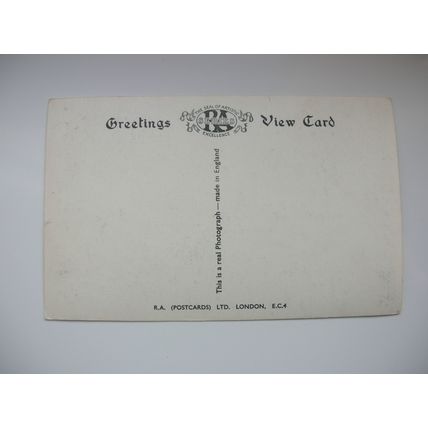 Greetings
THE SEAL OF ARTISTIC
RA
EXCELLENCE
View Card
This is a real Photograph — made in England
R.A. (POSTCARDS) LTD. LONDON, E.C.4